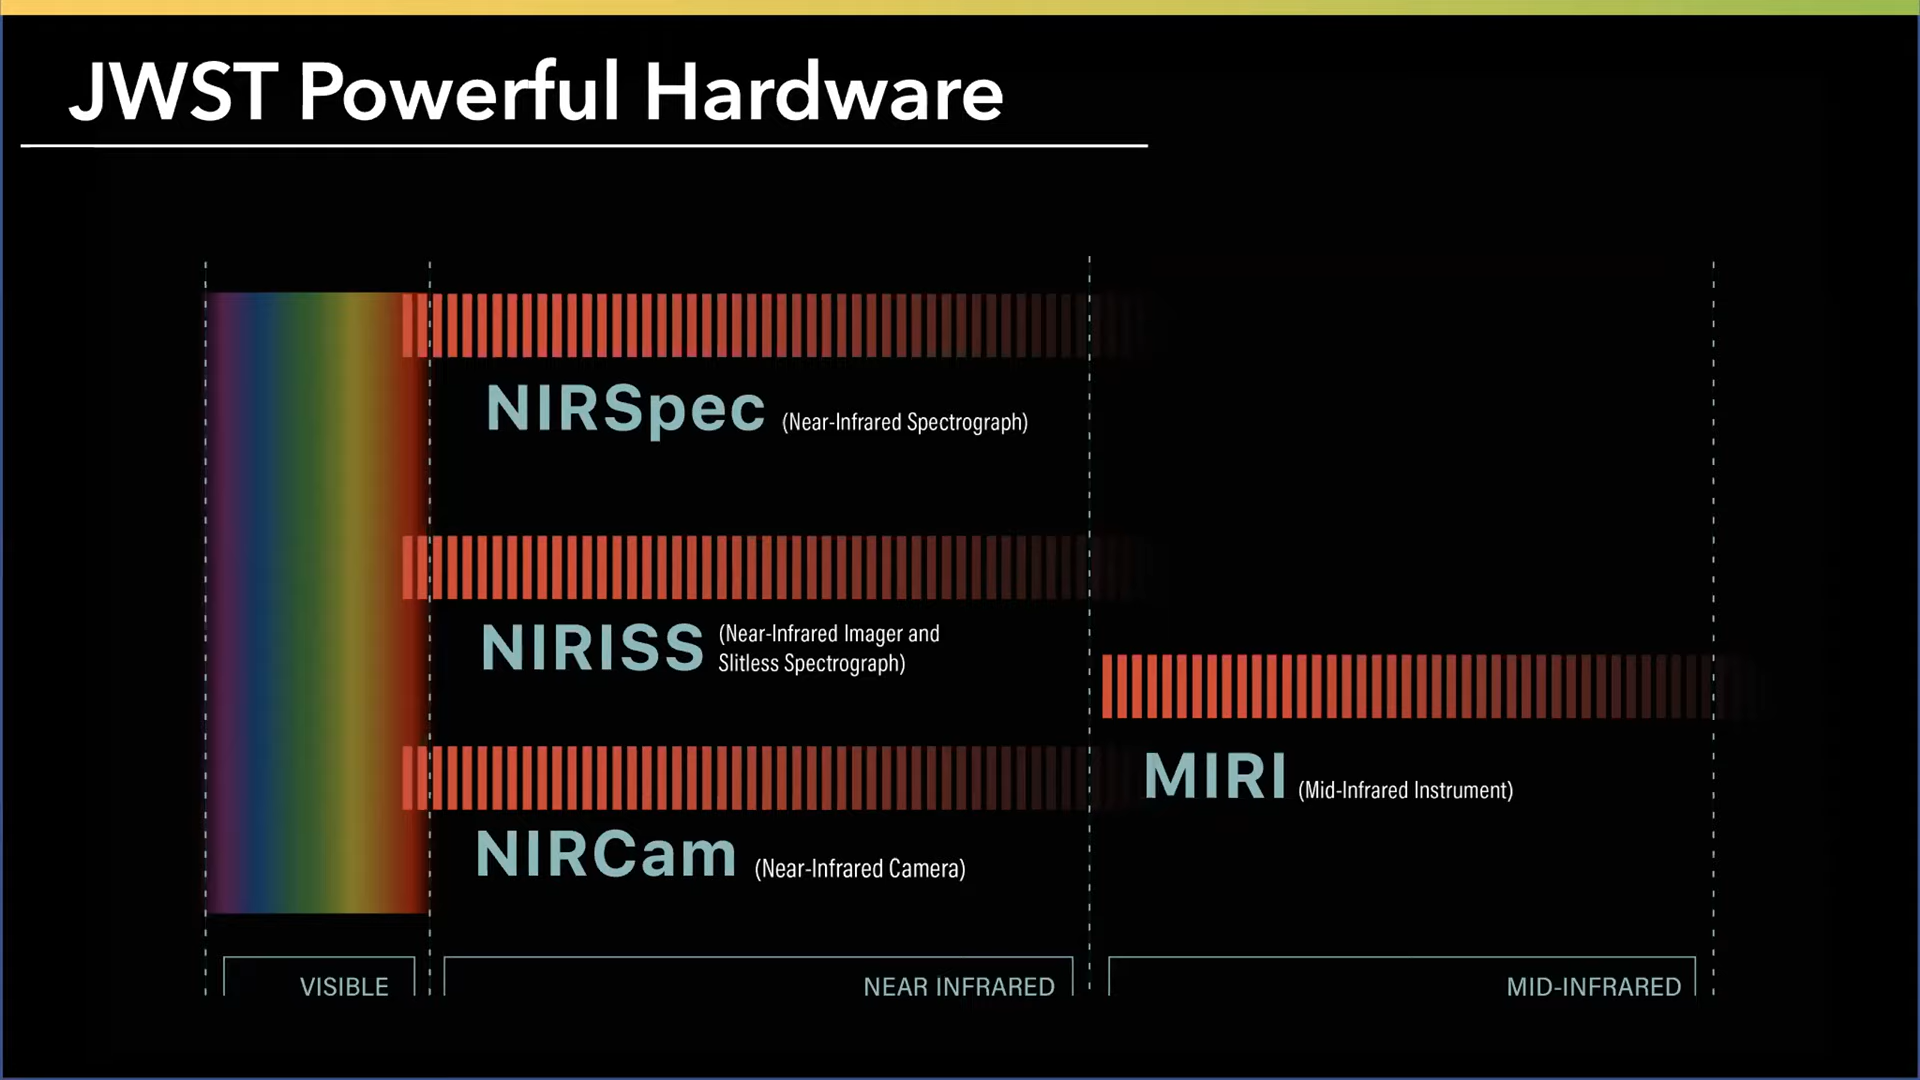 JWST Powerful Hardware
NIRSpec (Near-Infrared Spectrograph)
NIRISS (Near-Infrared Imager and
Slitless Spectrograph)
MIRI (Mid-Infrared Instrument)
NIRCam (Near-Infrared Camera)
VISIBLE
NEAR INFRARED
MID-INFRARED